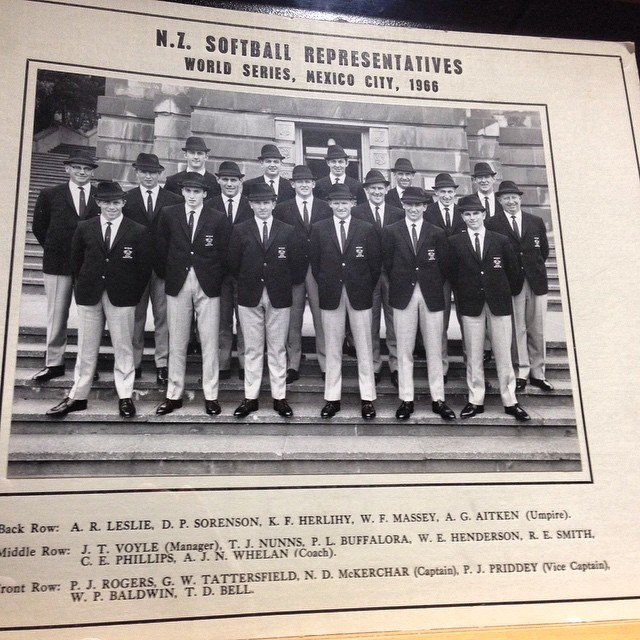 N.Z. SOFTBALL REPRESENTATIVES
WORLD SERIES, MEXICO CITY, 1966
Back Row: A. R. LESLIE, D. P. SORENSON, K. F. HERLIHY, W. F. MASSEY, A. G. AITKEN (Umpire).
Middle Row: J. T. VOYLE (Manager), T. J. NUNNS, P. L. BUFFALORA, W. E. HENDERSON, R. E. SMITH,
C. E. PHILLIPS, A. J. N. WHELAN (Coach).
Front Row: P. J. ROGERS, G. W. TATTERSFIELD, N. D. McKERCHAR (Captain), P. J. PRIDDEY (Vice Captain),
W. P. BALDWIN, T. D. BELL.